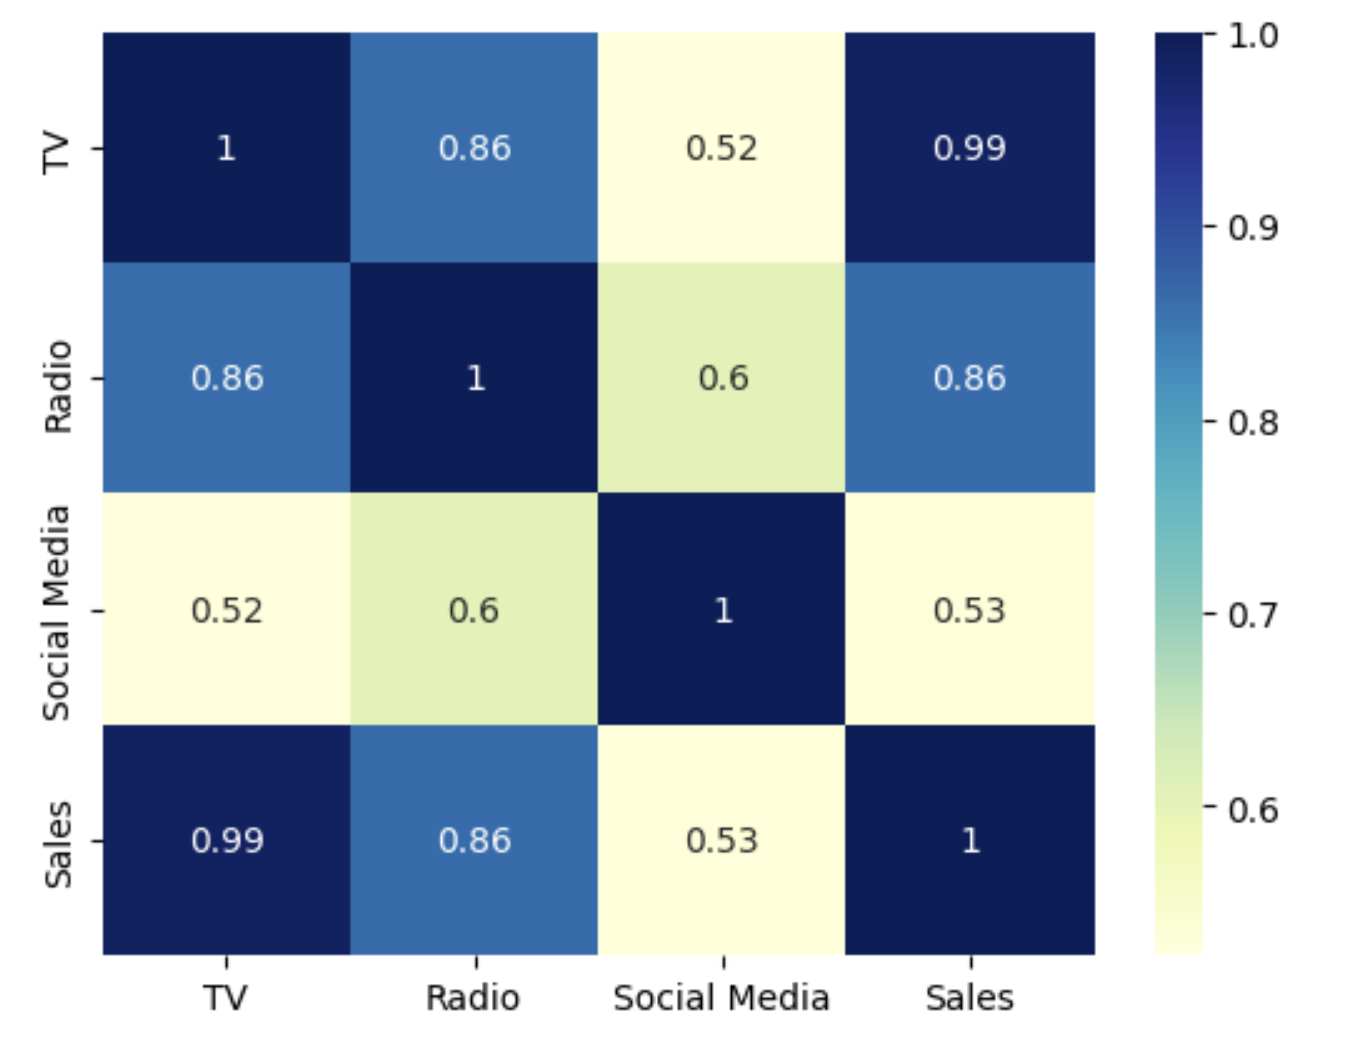 1.0
TV 1 0.86 0.52 0.99
0.9
Radio 0.86 1 0.6 0.86
0.8
Social Media 0.52 0.6 1 0.53
0.7
Sales 0.99 0.86 0.53 1
0.6
TV Radio Social Media Sales